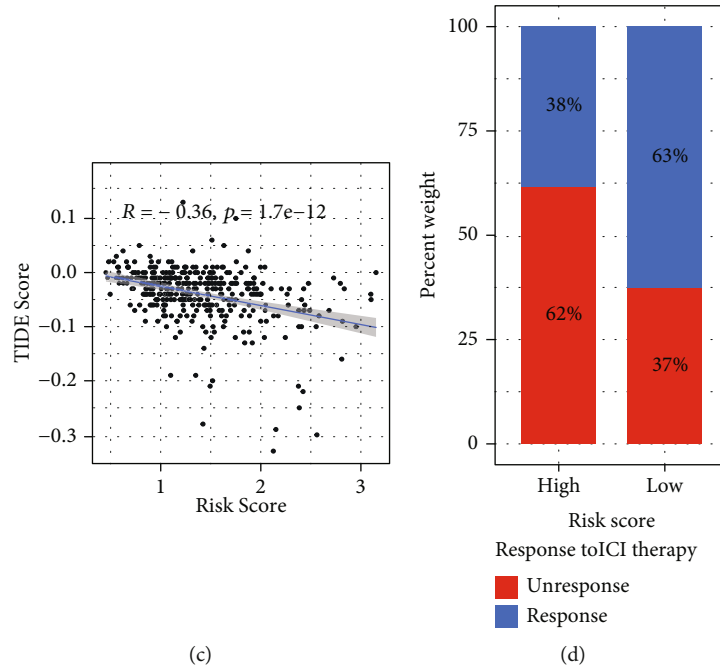 R = − 0.36, p = 1.7e−12
TIDE Score
0.1
0.0
−0.1
−0.2
−0.3
1
2
3
Risk Score
(c)
Percent weight
100
75
50
25
0
38%
62%
63%
37%
High
Low
Risk score
Response toICI therapy
Unresponse
Response
(d)